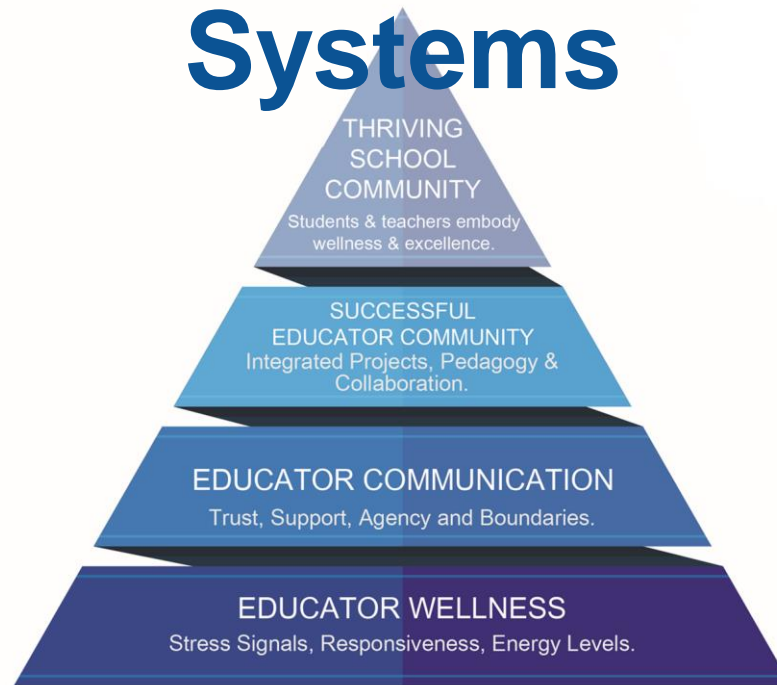 Systems
THRIVING
SCHOOL
COMMUNITY
Students & teachers embody
wellness & excellence.
SUCCESSFUL
EDUCATOR COMMUNITY
Integrated Projects, Pedagogy &
Collaboration.
EDUCATOR COMMUNICATION
Trust, Support, Agency and Boundaries.
EDUCATOR WELLNESS
Stress Signals, Responsiveness, Energy Levels.